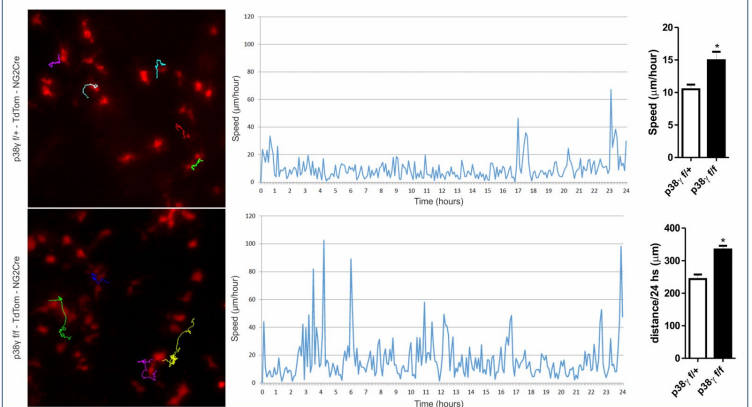 p38γ f/+ - TdTom - NG2Cre
Speed (µm/hour)
120
100
80
60
40
20
0
0 1 2 3 4 5 6 7 8 9 10 11 12 13 14 15 16 17 18 19 20 21 22 23 24
Time (hours)
Speed (µm/hour)
20
15
10
5
0
*
p38γ f/+
p38γ f/f
p38γ f/f - TdTom - NG2Cre
Speed (µm/hour)
120
100
80
60
40
20
0
0 1 2 3 4 5 6 7 8 9 10 11 12 13 14 15 16 17 18 19 20 21 22 23 24
Time (hours)
distance/24 hs (µm)
400
300
200
100
0
*
p38γ f/+
p38γ f/f